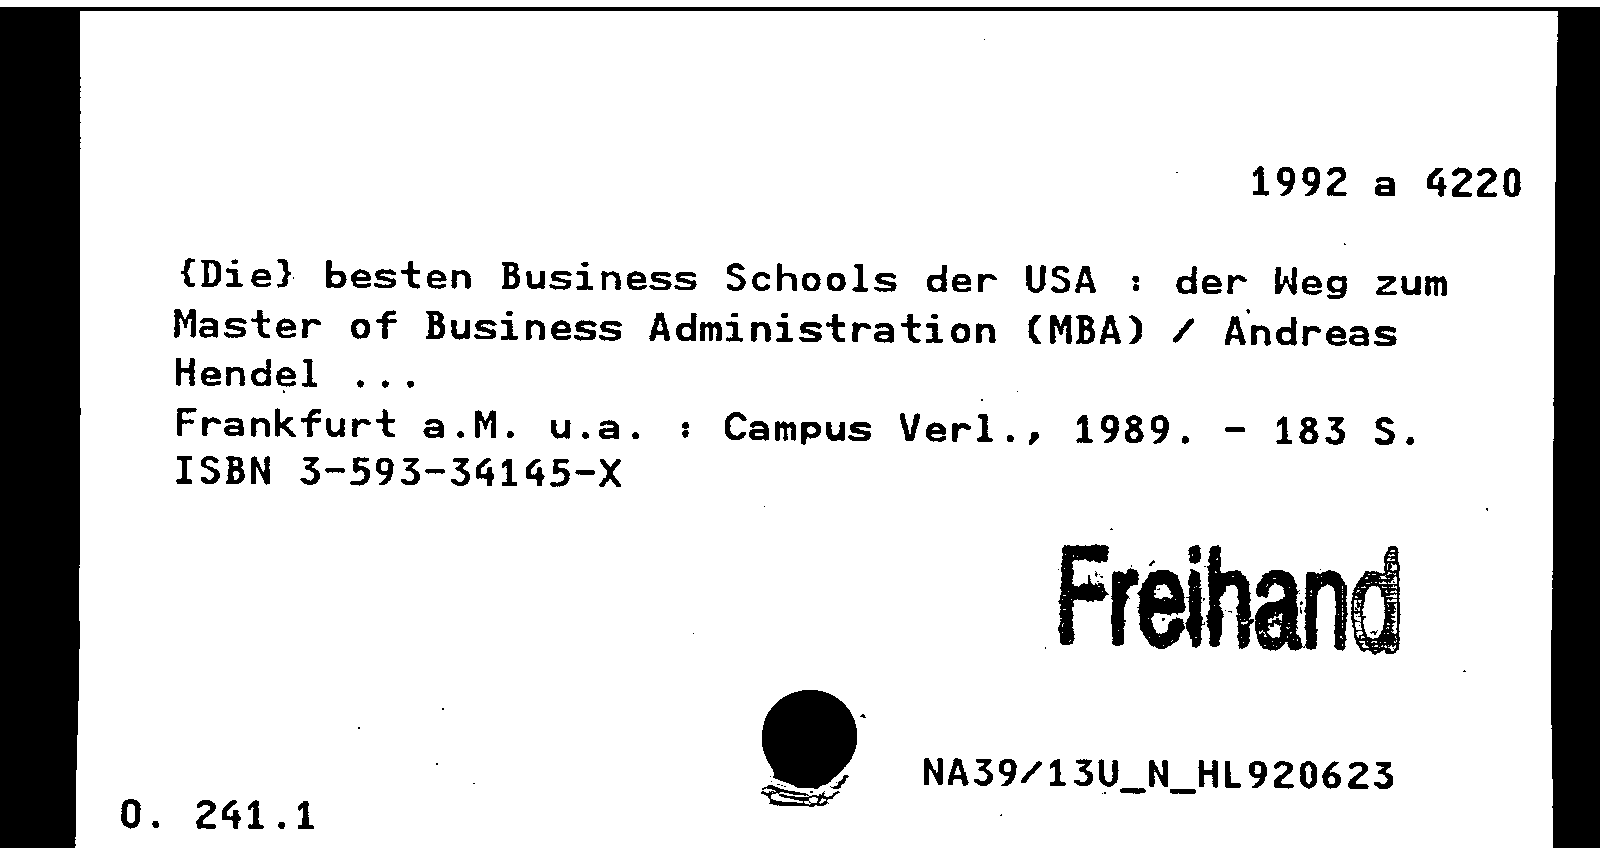 1992 a 4220
{Die} besten Business Schools der USA : der Weg zum
Master of Business Administration (MBA) / Andreas
Hendel ...
Frankfurt a.M. u.a. : Campus Verl., 1989. - 183 S.
ISBN 3-593-34145-X
Freihand
NA39/13U_N_HL920623
O. 241.1